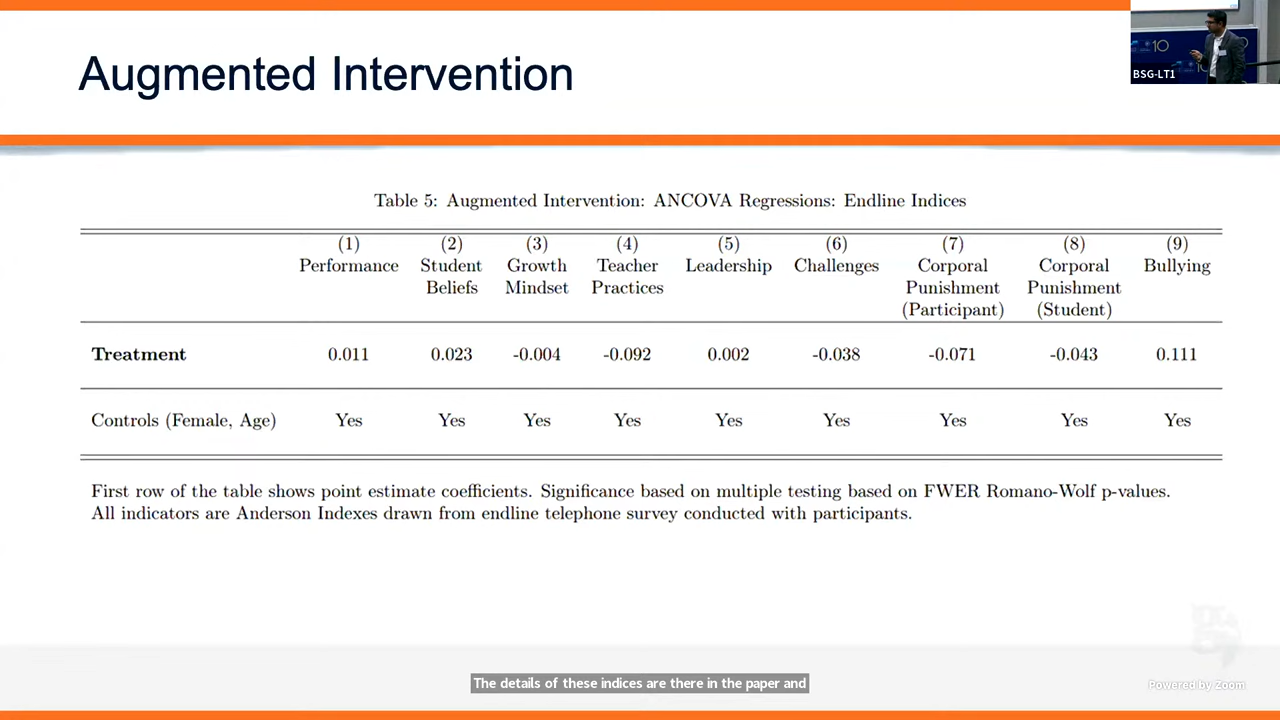 Augmented Intervention
10
BSG-LT1
Table 5: Augmented Intervention: ANCOVA Regressions: Endline Indices
(1) (2) (3) (4) (5) (6) (7) (8) (9)
Performance Student Growth Teacher Leadership Challenges Corporal Corporal Bullying
Beliefs Mindset Practices Punishment Punishment
(Participant) (Student)
Treatment 0.011 0.023 -0.004 -0.092 0.002 -0.038 -0.071 -0.043 0.111
Controls (Female, Age) Yes Yes Yes Yes Yes Yes Yes Yes Yes
First row of the table shows point estimate coefficients. Significance based on multiple testing based on FWER Romano-Wolf p-values.
All indicators are Anderson Indexes drawn from endline telephone survey conducted with participants.
The details of these indices are there in the paper and
Powered by Zoom